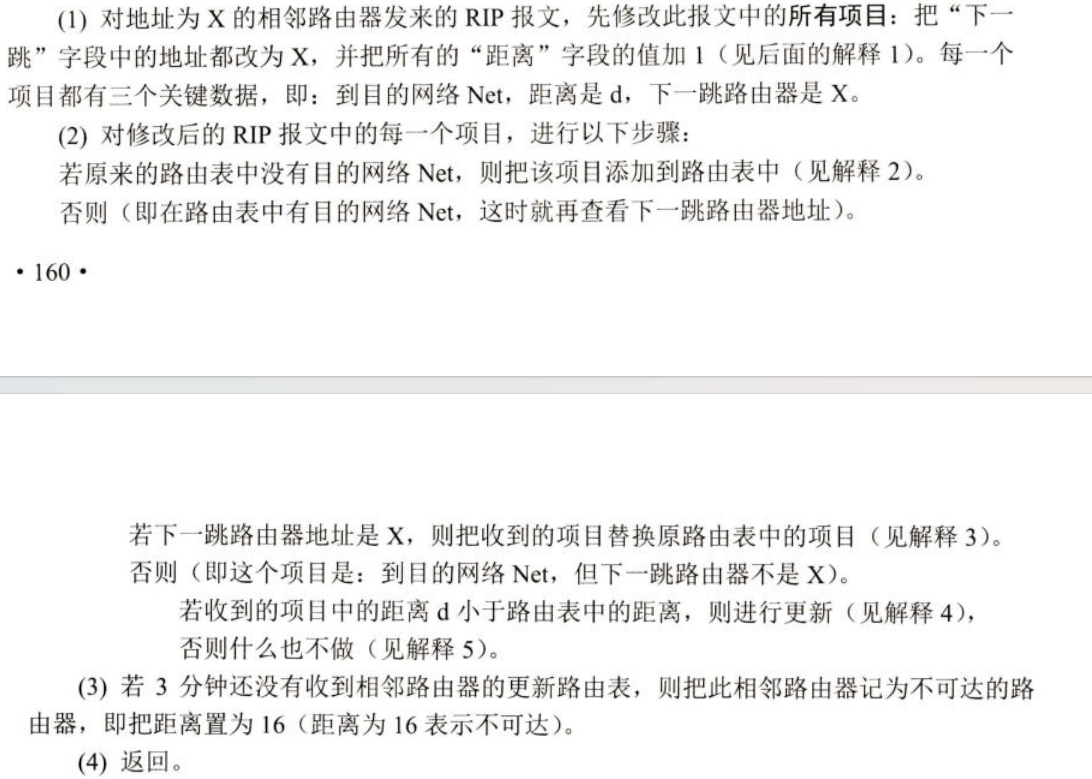 (1) 对地址为 X 的相邻路由器发来的 RIP 报文，先修改此报文中的所有项目：把“下一
跳”字段中的地址都改为 X，并把所有的“距离”字段的值加 1（见后面的解释 1）。每一个
项目都有三个关键数据，即：到目的网络 Net，距离是 d，下一跳路由器是 X。
(2) 对修改后的 RIP 报文中的每一个项目，进行以下步骤：
若原来的路由表中没有目的网络 Net，则把该项目添加到路由表中（见解释 2）。
否则（即在路由表中有目的网络 Net，这时就再查看下一跳路由器地址）。
• 160 •
若下一跳路由器地址是 X，则把收到的项目替换原路由表中的项目（见解释 3）。
否则（即这个项目是：到目的网络 Net，但下一跳路由器不是 X）。
若收到的项目中的距离 d 小于路由表中的距离，则进行更新（见解释 4），
否则什么也不做（见解释 5）。
(3) 若 3 分钟还没有收到相邻路由器的更新路由表，则把此相邻路由器记为不可达的路
由器，即把距离置为 16（距离为 16 表示不可达）。
(4) 返回。